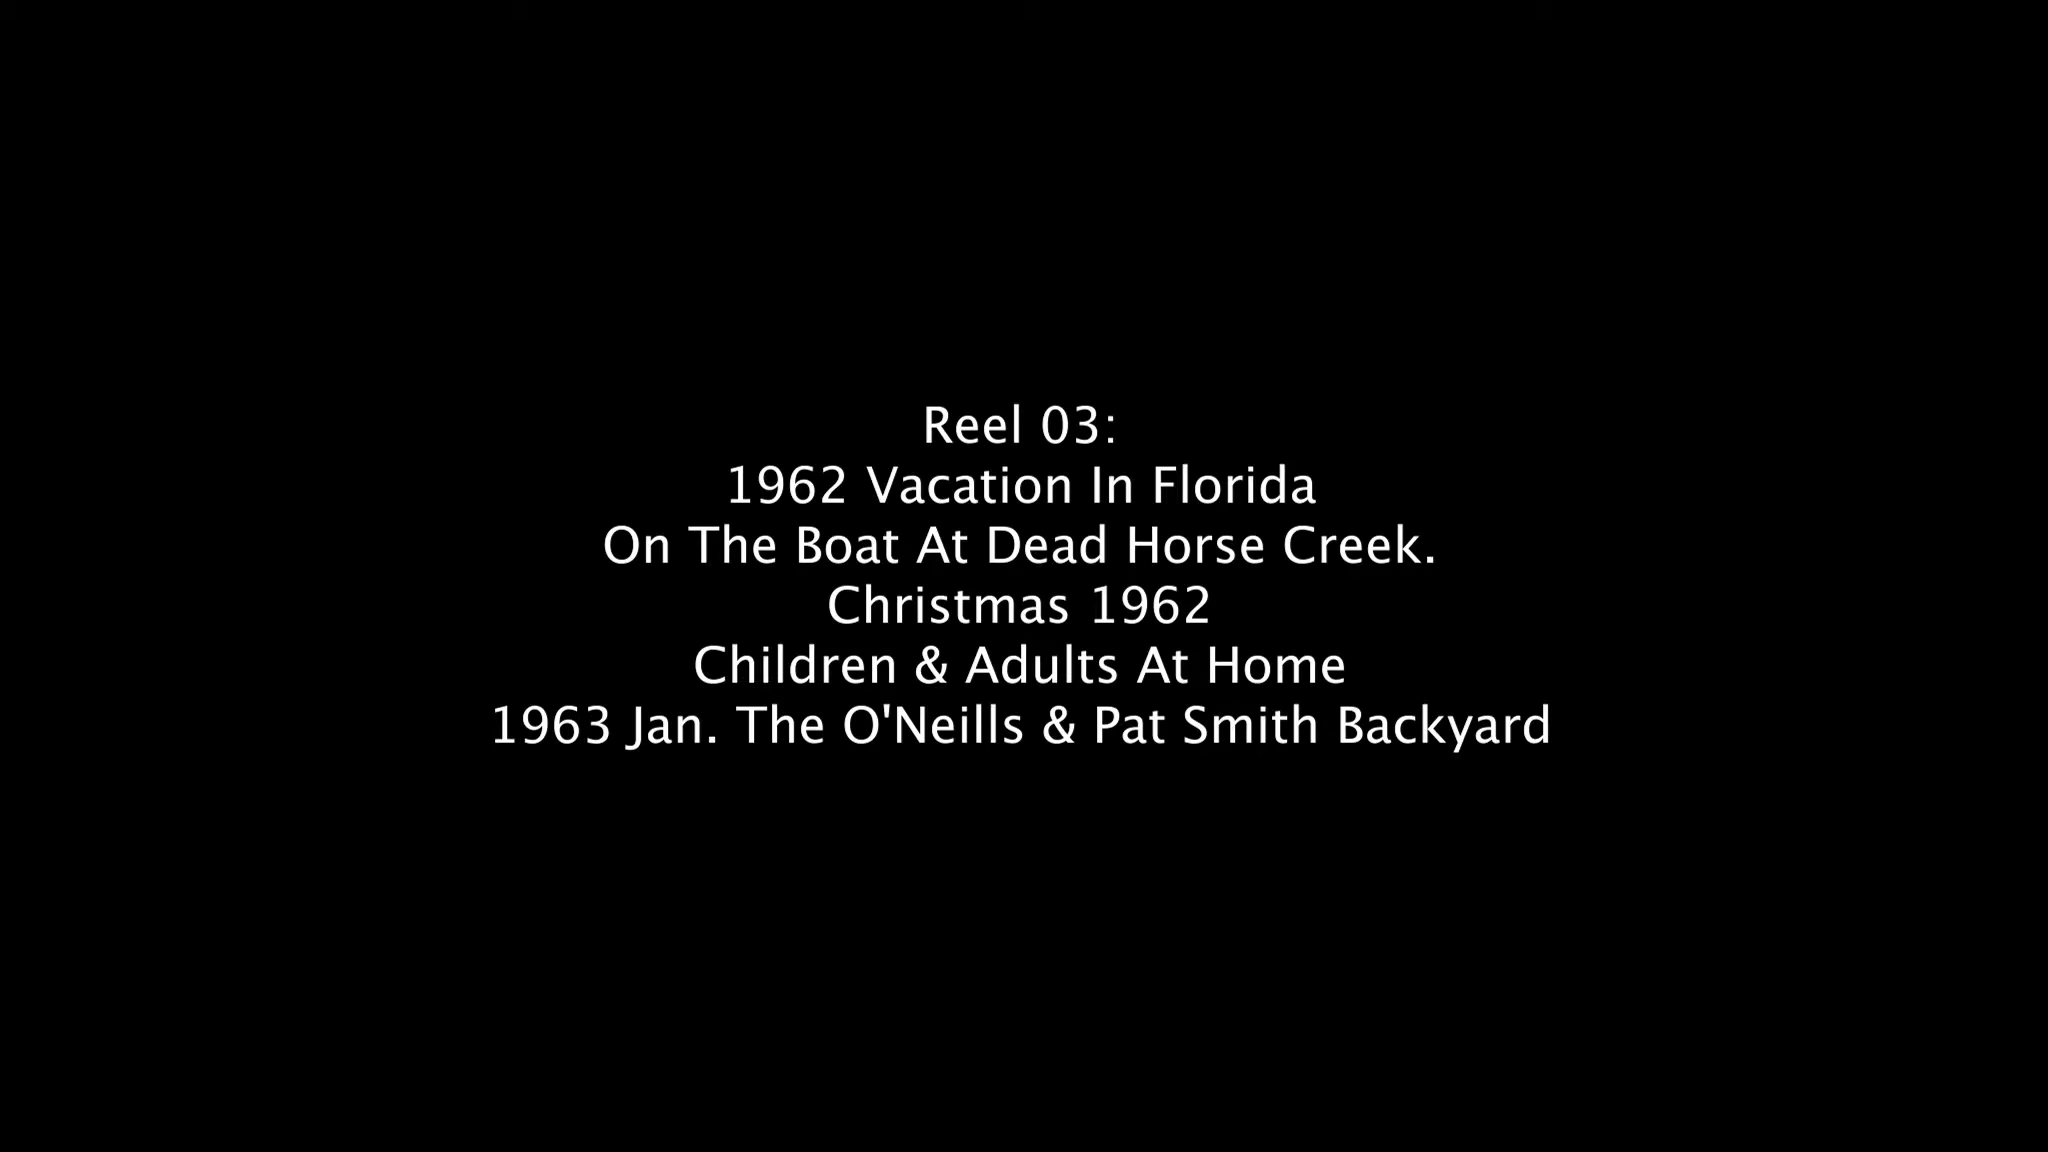 Reel 03:
1962 Vacation In Florida
On The Boat At Dead Horse Creek.
Christmas 1962
Children & Adults At Home
1963 Jan. The O'Neills & Pat Smith Backyard